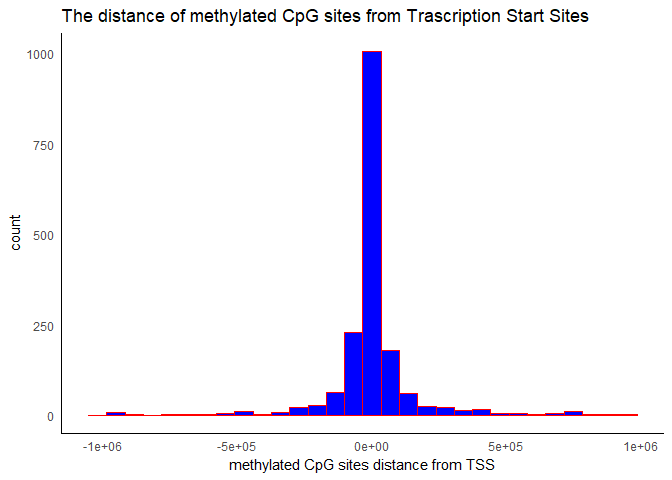 The distance of methylated CpG sites from Trascription Start Sites
1000
750
500
250
0
count
-1e+06 -5e+05 0e+00 5e+05 1e+06
methylated CpG sites distance from TSS